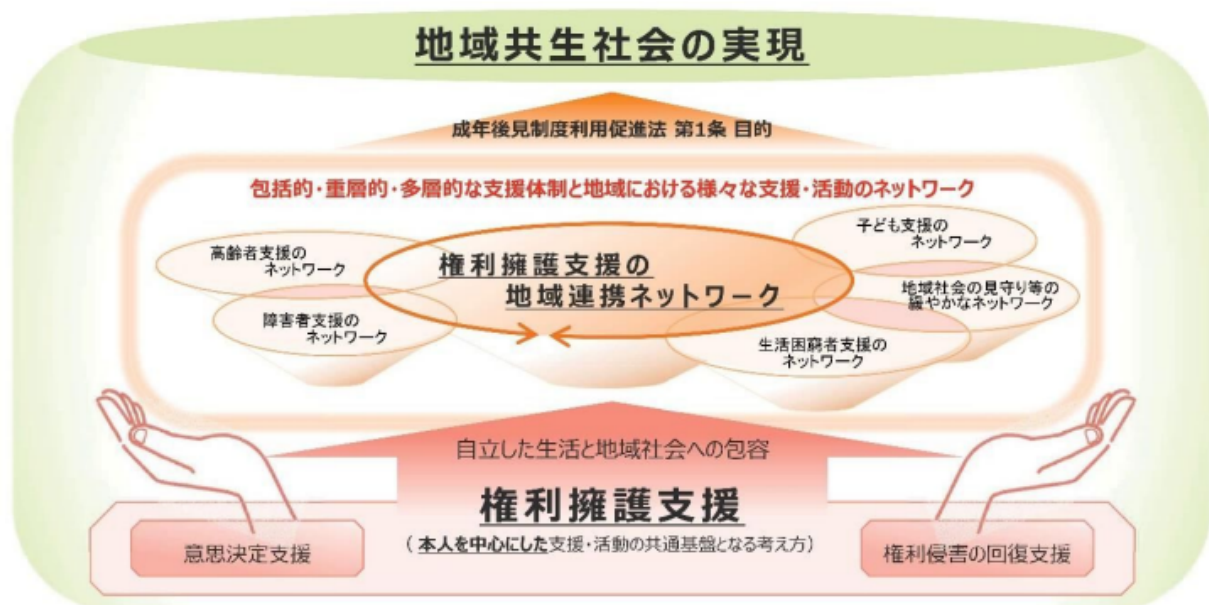 地域共生社会の実現
成年後見制度利用促進法 第1条 目的
包括的・重層的・多層的な支援体制と地域における様々な支援・活動のネットワーク
高齢者支援の
ネットワーク
障害者支援の
ネットワーク
権利擁護支援の
地域連携ネットワーク
子ども支援の
ネットワーク
地域社会の見守り等の
緩やかなネットワーク
生活困窮者支援の
ネットワーク
自立した生活と地域社会への包容
権利擁護支援
(本人を中心にした支援・活動の共通基盤となる考え方)
意思決定支援
権利侵害の回復支援